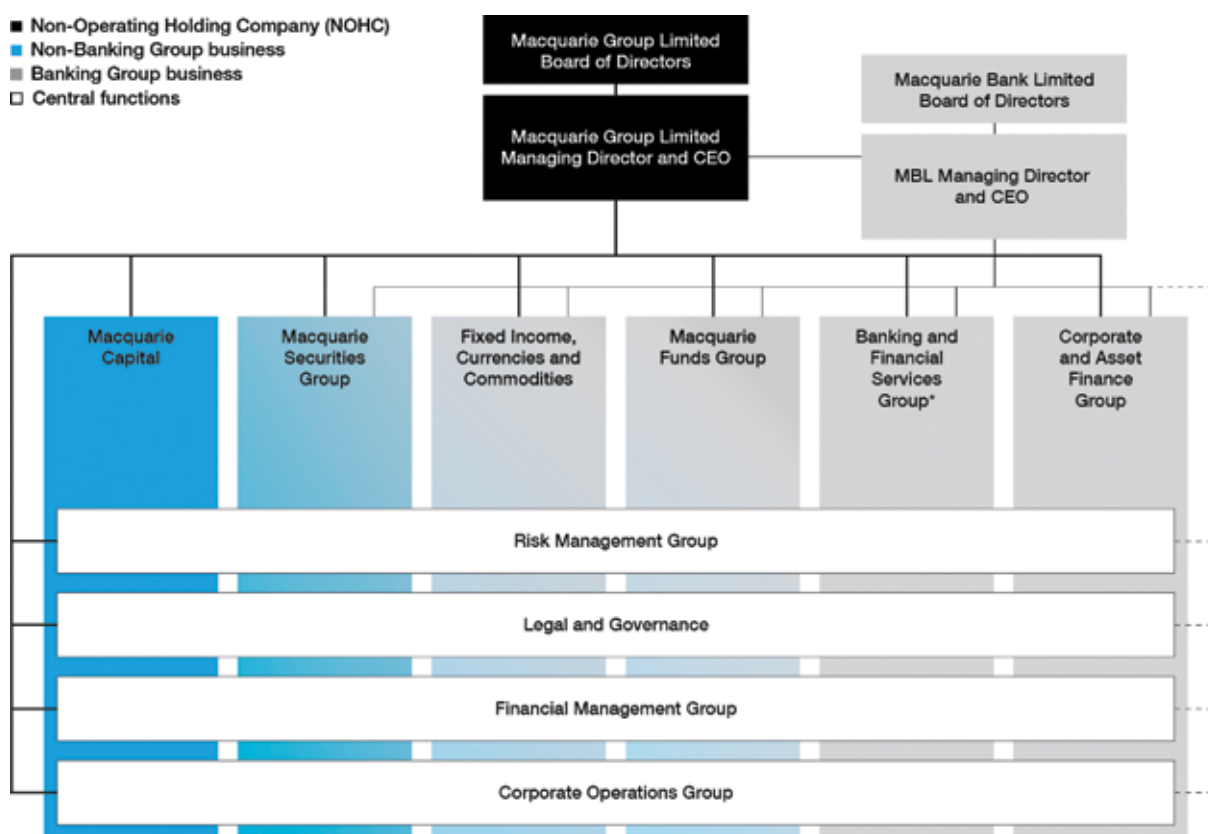 Non-Operating Holding Company (NOHC)
Non-Banking Group business
Banking Group business
Central functions
Macquarie Group Limited
Board of Directors
Macquarie Bank Limited
Board of Directors
Macquarie Group Limited
Managing Director and CEO
MBL Managing Director
and CEO
Macquarie
Capital
Macquarie
Securities
Group
Fixed Income,
Currencies and
Commodities
Macquarie
Funds Group
Banking and
Financial
Services
Group*
Corporate
and Asset
Finance
Group
Risk Management Group
Legal and Governance
Financial Management Group
Corporate Operations Group